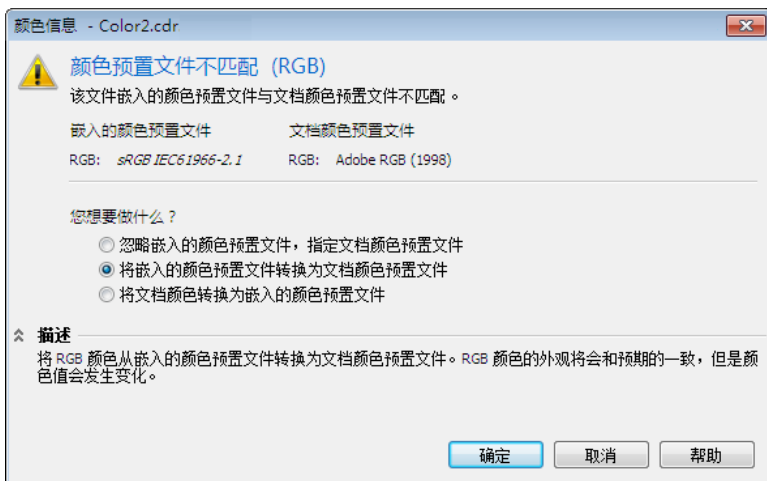 颜色信息 - Color2.cdr
颜色预置文件不匹配 (RGB)
该文件嵌入的颜色预置文件与文档颜色预置文件不匹配。
嵌入的颜色预置文件 文档颜色预置文件
RGB: sRGB IEC61966-2.1 RGB: Adobe RGB (1998)
您想要做什么？
忽略嵌入的颜色预置文件，指定文档颜色预置文件
将嵌入的颜色预置文件转换为文档颜色预置文件
将文档颜色转换为嵌入的颜色预置文件
描述
将 RGB 颜色从嵌入的颜色预置文件转换为文档颜色预置文件。RGB 颜色的外观将会和预期的一致，但是颜
色值会发生变化。
确定 取消 帮助